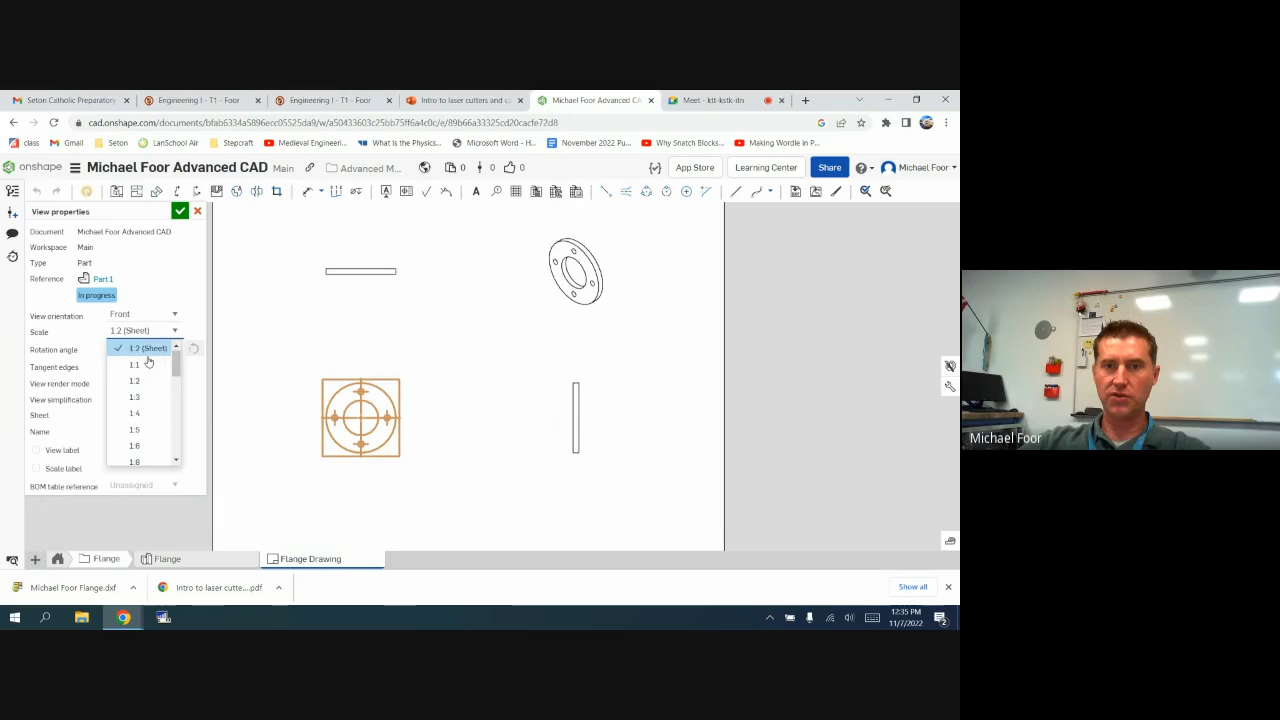 Seton Catholic Preparatory
Engineering I - T1 - Foor
Engineering I - T1 - Foor
Intro to laser cutters and cc
Michael Foor Advanced CA
Meet - ktt-kstk-itn
cad.onshape.com/documents/bfab6334a5896ecc05525da9/w/a50433603c25bb75ff6a4c0c/e/89b66a33325cd20cacfe72d8
class
Gmail
Seton
LanSchool Air
Stepcraft
Medieval Engineeri...
What Is the Physics...
Microsoft Word - H...
November 2022 Pu...
Why Snatch Blocks...
Making Wordle in P...
onshape
Michael Foor Advanced CAD
Main
Advanced M...
0
0
0
App Store
Learning Center
Share
Michael Foor
View properties
Document Michael Foor Advanced CAD
Workspace Main
Type Part
Reference Part 1
In progress
View orientation Front
Scale 1:2 (Sheet)
Rotation angle
1:2 (Sheet)
Tangent edges
1:1
View render mode
1:2
View simplification
1:3
Sheet
1:4
Name
1:5
View label
1:6
Scale label
1:8
BOM table reference Unassigned
Flange
Flange
Flange Drawing
Michael Foor Flange.dxf
Intro to laser cutte....pdf
Show all
12:35 PM
11/7/2022
2
Michael Foor